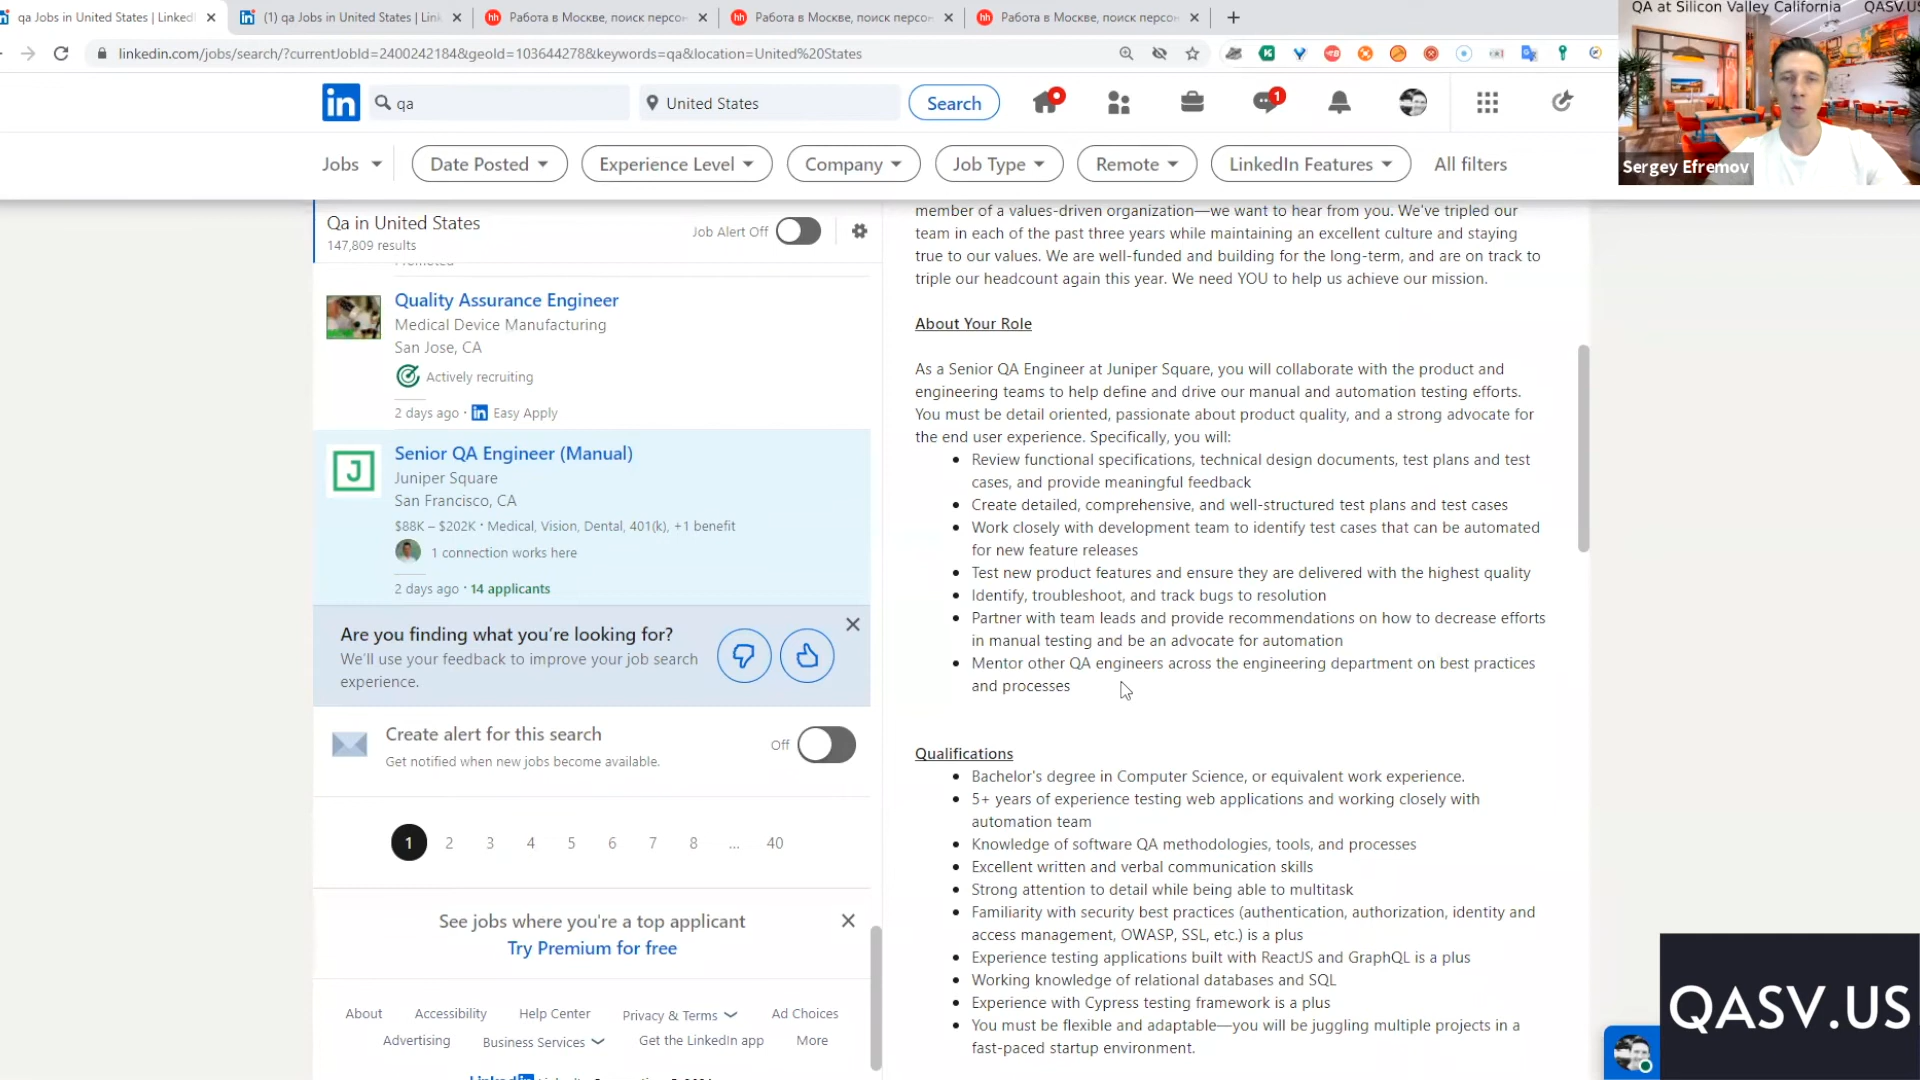 qa Jobs in United States | LinkedI
(1) qa Jobs in United States | Lin
Работа в Москве, поиск персон
Работа в Москве, поиск персон
Работа в Москве, поиск персон
linkedin.com/jobs/search/?currentJobId=2400242184&geoId=103644278&keywords=qa&location=United%20States
QA at Silicon Valley California QASV.US
Sergey Efremov
in
qa
United States
Search
1
Jobs
Date Posted
Experience Level
Company
Job Type
Remote
LinkedIn Features
All filters
Qa in United States
147,809 results
Job Alert Off
Promoted
Quality Assurance Engineer
Medical Device Manufacturing
San Jose, CA
Actively recruiting
2 days ago · in Easy Apply
J
Senior QA Engineer (Manual)
Juniper Square
San Francisco, CA
$88K – $202K · Medical, Vision, Dental, 401(k), +1 benefit
1 connection works here
2 days ago · 14 applicants
Are you finding what you're looking for?
We'll use your feedback to improve your job search
experience.
Create alert for this search
Get notified when new jobs become available.
Off
1 2 3 4 5 6 7 8 ... 40
See jobs where you're a top applicant
Try Premium for free
About Accessibility Help Center Privacy & Terms Ad Choices
Advertising Business Services Get the LinkedIn app More
member of a values-driven organization—we want to hear from you. We've tripled our
team in each of the past three years while maintaining an excellent culture and staying
true to our values. We are well-funded and building for the long-term, and are on track to
triple our headcount again this year. We need YOU to help us achieve our mission.
About Your Role
As a Senior QA Engineer at Juniper Square, you will collaborate with the product and
engineering teams to help define and drive our manual and automation testing efforts.
You must be detail oriented, passionate about product quality, and a strong advocate for
the end user experience. Specifically, you will:
• Review functional specifications, technical design documents, test plans and test
cases, and provide meaningful feedback
• Create detailed, comprehensive, and well-structured test plans and test cases
• Work closely with development team to identify test cases that can be automated
for new feature releases
• Test new product features and ensure they are delivered with the highest quality
• Identify, troubleshoot, and track bugs to resolution
• Partner with team leads and provide recommendations on how to decrease efforts
in manual testing and be an advocate for automation
• Mentor other QA engineers across the engineering department on best practices
and processes
Qualifications
• Bachelor's degree in Computer Science, or equivalent work experience.
• 5+ years of experience testing web applications and working closely with
automation team
• Knowledge of software QA methodologies, tools, and processes
• Excellent written and verbal communication skills
• Strong attention to detail while being able to multitask
• Familiarity with security best practices (authentication, authorization, identity and
access management, OWASP, SSL, etc.) is a plus
• Experience testing applications built with ReactJS and GraphQL is a plus
• Working knowledge of relational databases and SQL
• Experience with Cypress testing framework is a plus
• You must be flexible and adaptable—you will be juggling multiple projects in a
fast-paced startup environment.
QASV.US